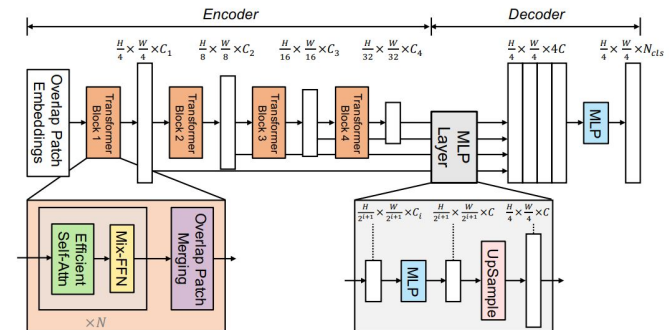 Encoder
Decoder
H/4 × W/4 × C₁
H/8 × W/8 × C₂
H/16 × W/16 × C₃
H/32 × W/32 × C₄
H/4 × W/4 × 4C
H/4 × W/4 × N_cls
Overlap Patch
Embeddings
Transformer
Block 1
Transformer
Block 2
Transformer
Block 3
Transformer
Block 4
MLP
Layer
MLP
Efficient
Self-Attn
Mix-FFN
Overlap Patch
Merging
×N
H/2^{i+1} × W/2^{i+1} × C_i
H/2^{i+1} × W/2^{i+1} × C
H/4 × W/4 × C
MLP
UpSample